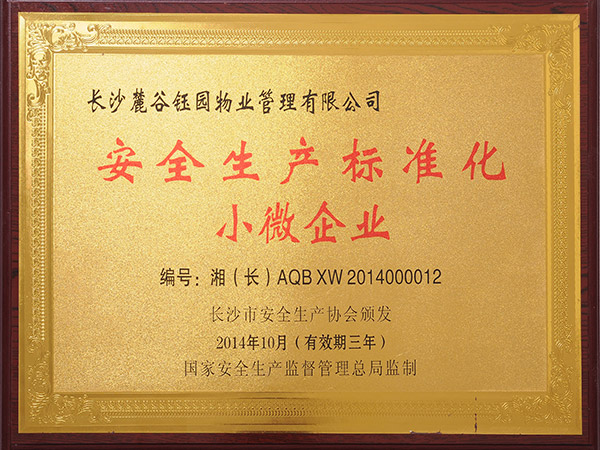 长沙麓谷钰园物业管理有限公司
安全生产标准化
小微企业
编号：湘（长）AQB XW 2014000012
长沙市安全生产协会颁发
2014年10月（有效期三年）
国家安全生产监督管理总局监制